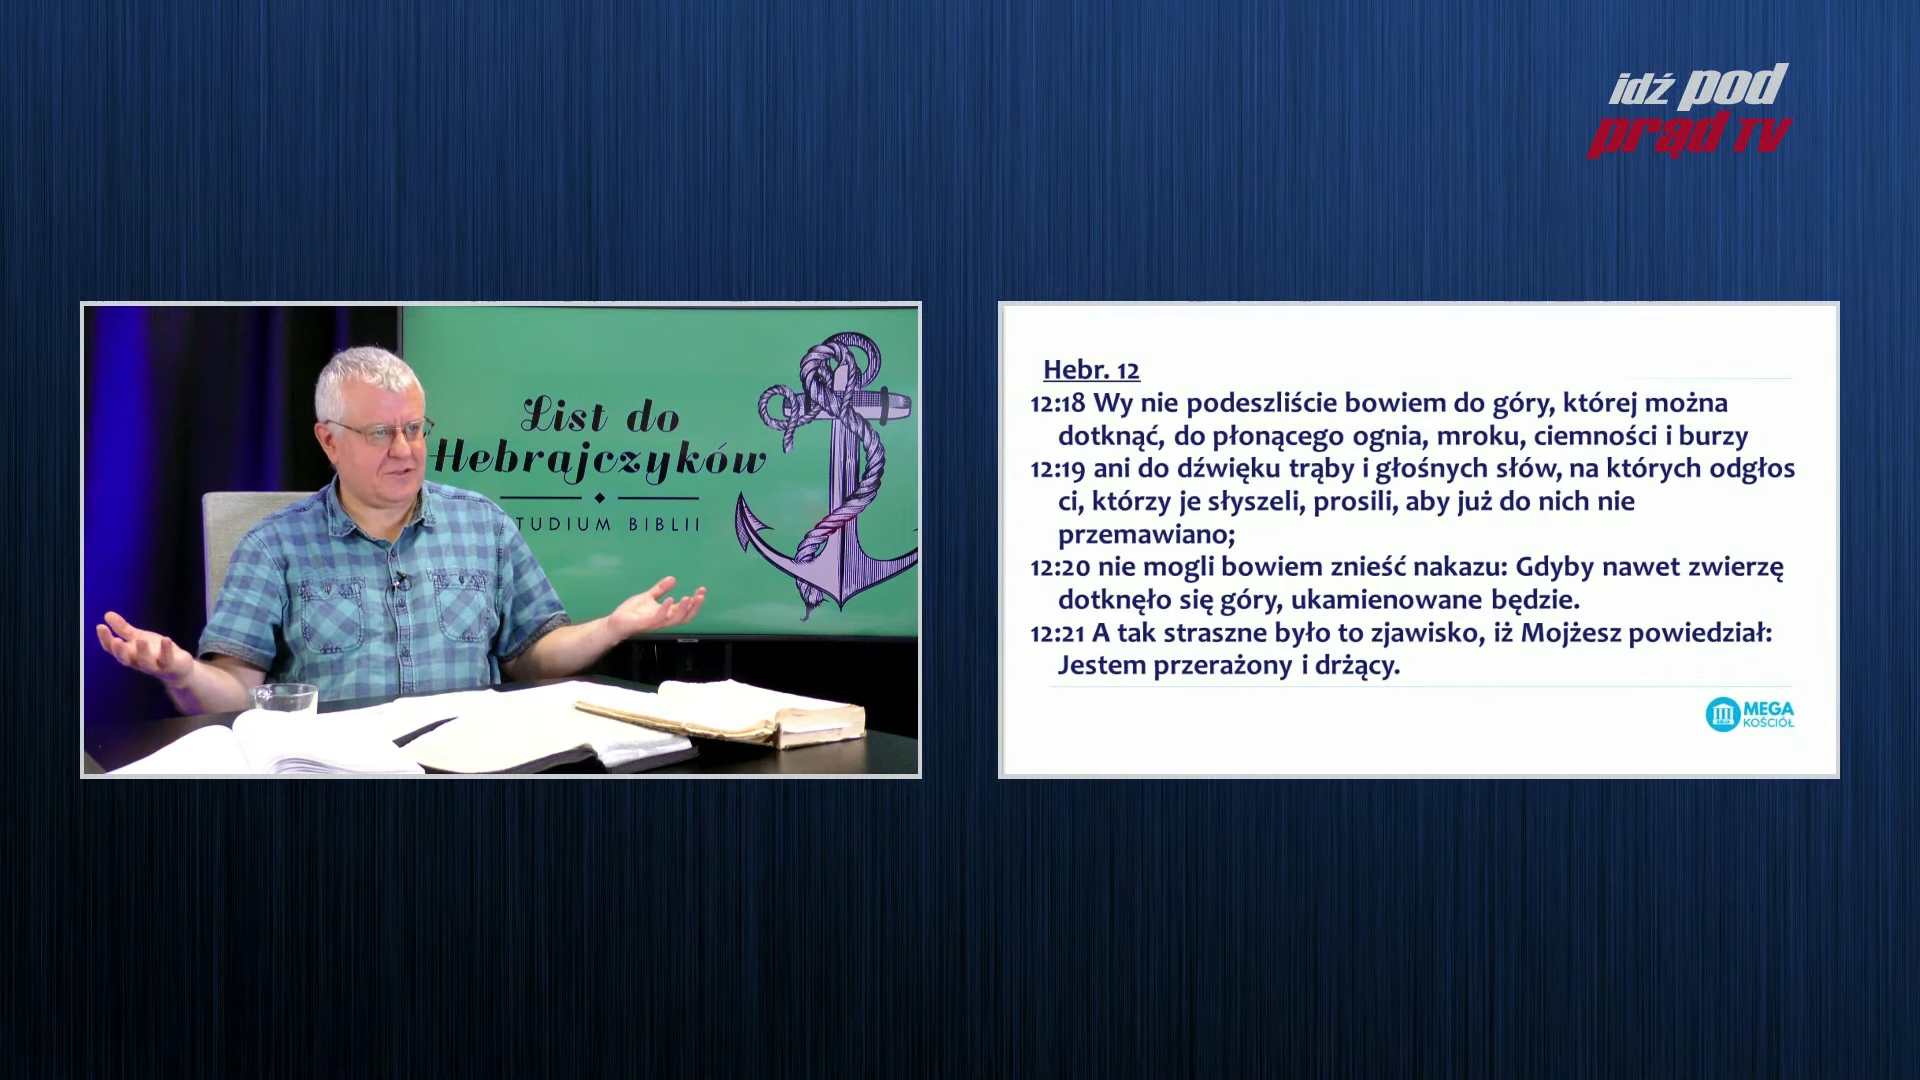 idź pod
prąd TV
List do
Hebrajczyków
TUDIUM BIBLII
Hebr. 12
12:18 Wy nie podeszliście bowiem do góry, której można
dotknąć, do płonącego ognia, mroku, ciemności i burzy
12:19 ani do dźwięku trąby i głośnych słów, na których odgłos
ci, którzy je słyszeli, prosili, aby już do nich nie
przemawiano;
12:20 nie mogli bowiem znieść nakazu: Gdyby nawet zwierzę
dotknęło się góry, ukamienowane będzie.
12:21 A tak straszne było to zjawisko, iż Mojżesz powiedział:
Jestem przerażony i drżący.
MEGA
KOŚCIÓŁ